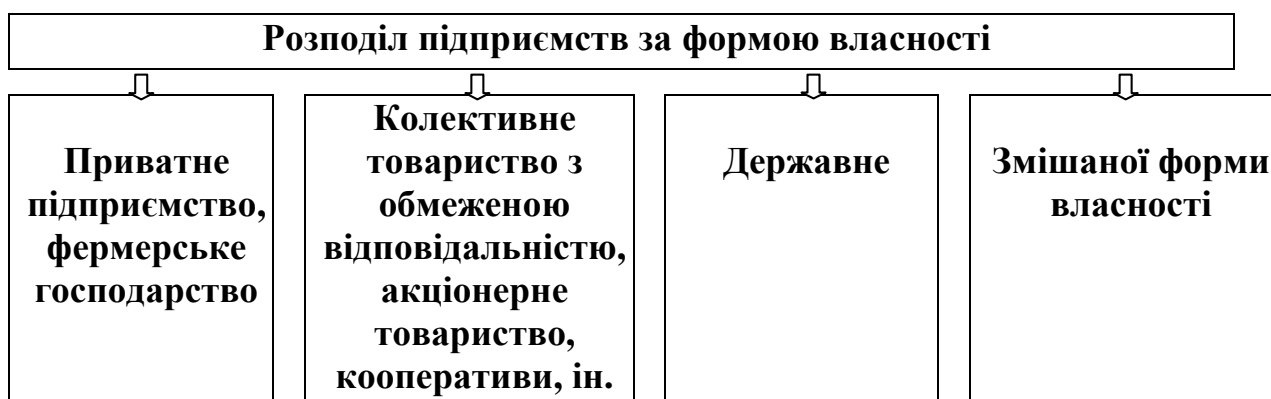 Розподіл підприємств за формою власності
Приватне
підприємство,
фермерське
господарство
Колективне
товариство з
обмеженою
відповідальністю,
акціонерне
товариство,
кооперативи, ін.
Державне
Змішаної форми
власності